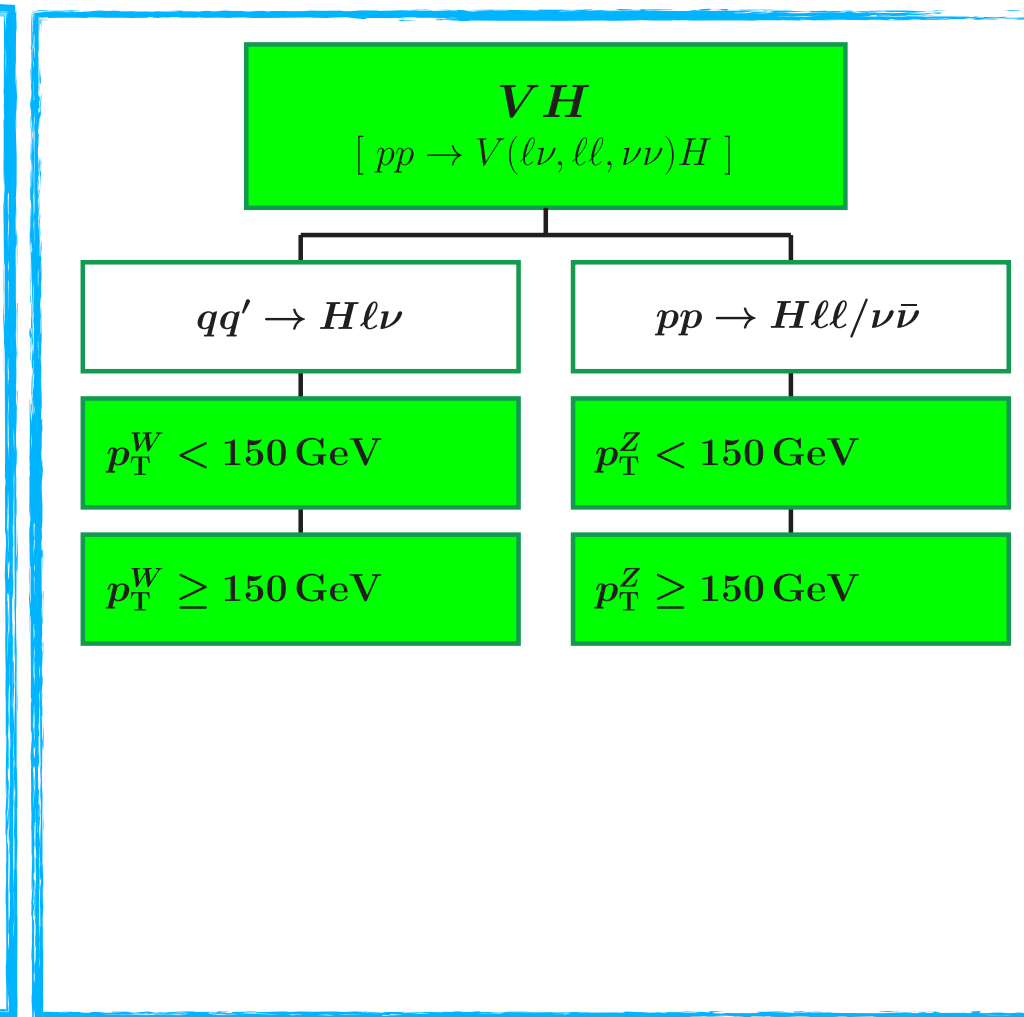 VH
[ pp → V(ℓν, ℓℓ, νν)H ]
qq′ → Hℓν
pp → Hℓℓ/νν̄
p_T^W < 150 GeV
p_T^Z < 150 GeV
p_T^W ≥ 150 GeV
p_T^Z ≥ 150 GeV